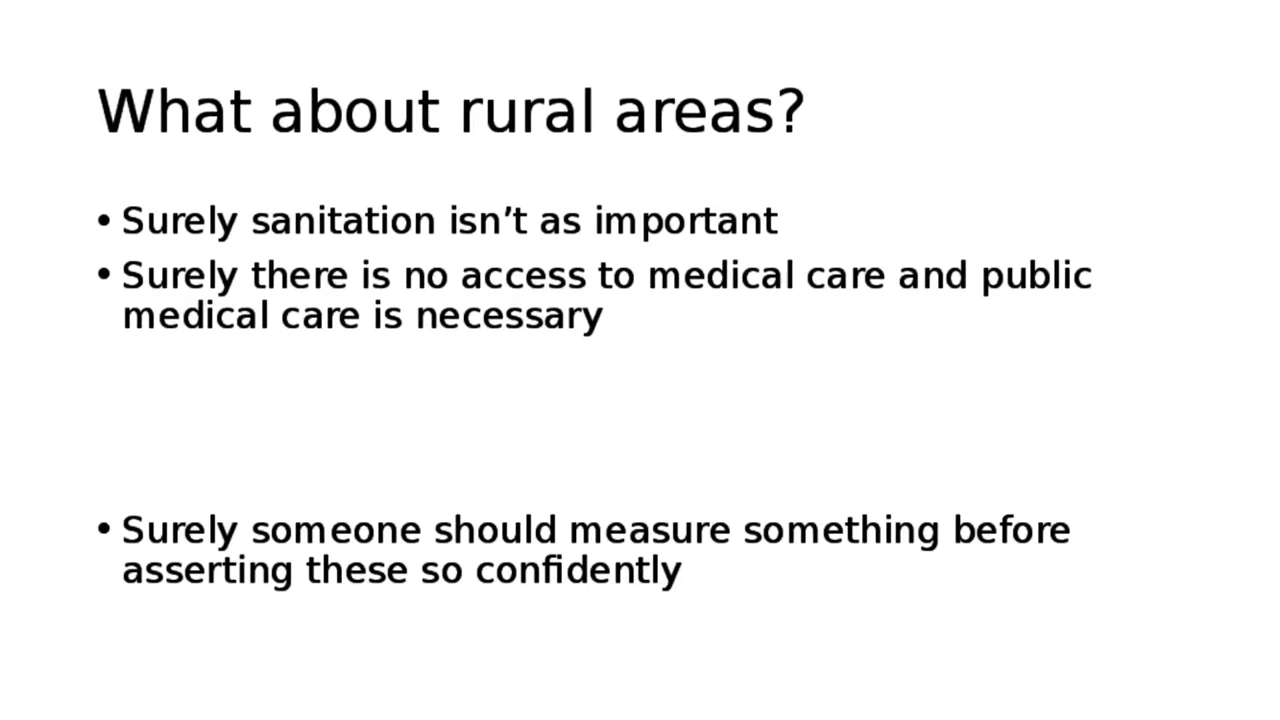 What about rural areas?
• Surely sanitation isn’t as important
• Surely there is no access to medical care and public
medical care is necessary
• Surely someone should measure something before
asserting these so confidently